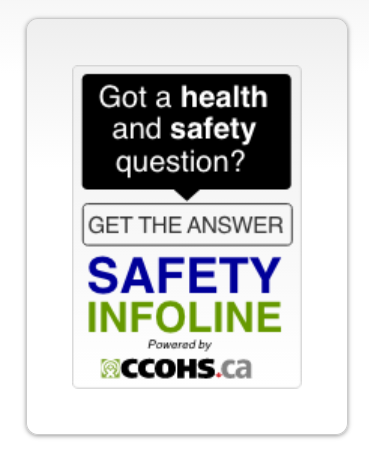 Got a health
and safety
question?
GET THE ANSWER
SAFETY
INFOLINE
Powered by
CCOHS.ca